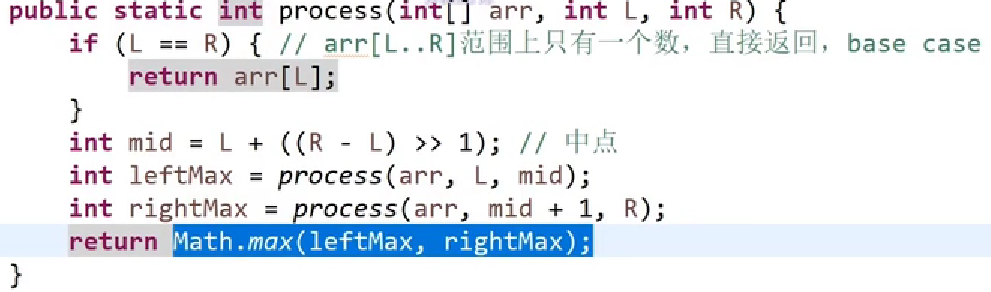 public static int process(int[] arr, int L, int R) {
if (L == R) { // arr[L..R]范围上只有一个数，直接返回，base case
return arr[L];
}
int mid = L + ((R - L) >> 1); // 中点
int leftMax = process(arr, L, mid);
int rightMax = process(arr, mid + 1, R);
return Math.max(leftMax, rightMax);
}